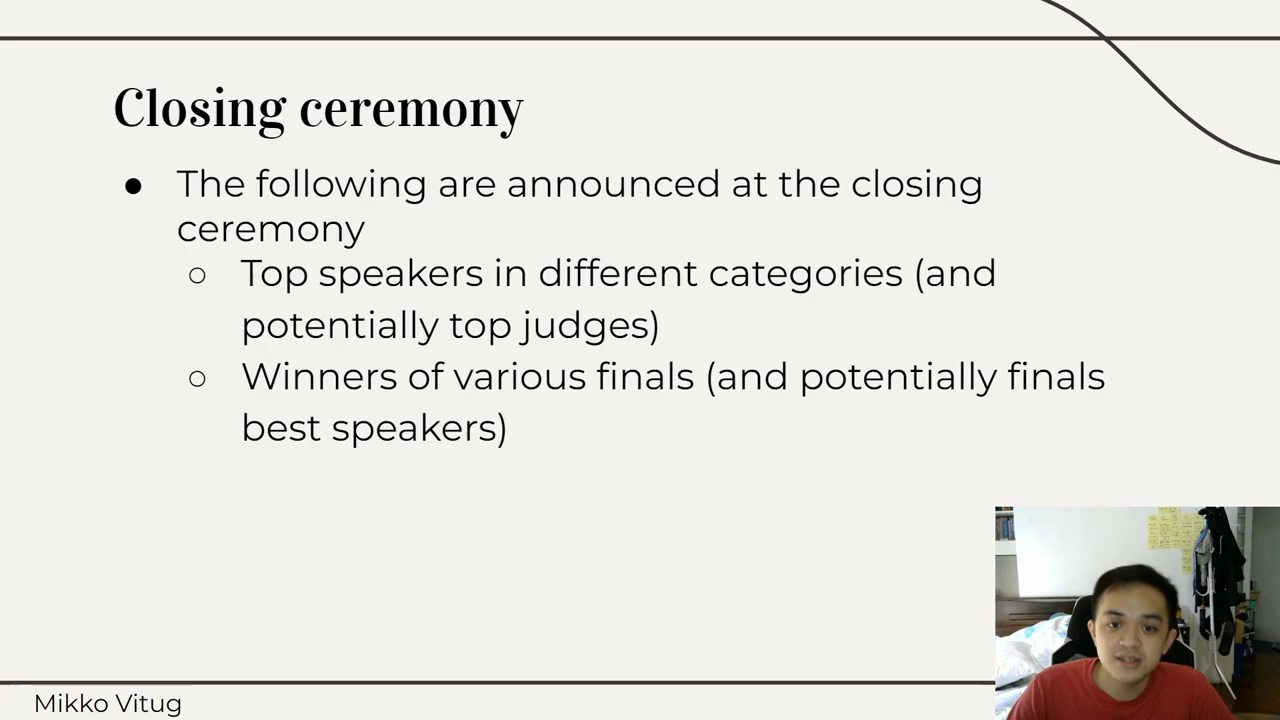 Closing ceremony
● The following are announced at the closing
ceremony
○ Top speakers in different categories (and
potentially top judges)
○ Winners of various finals (and potentially finals
best speakers)
Mikko Vitug